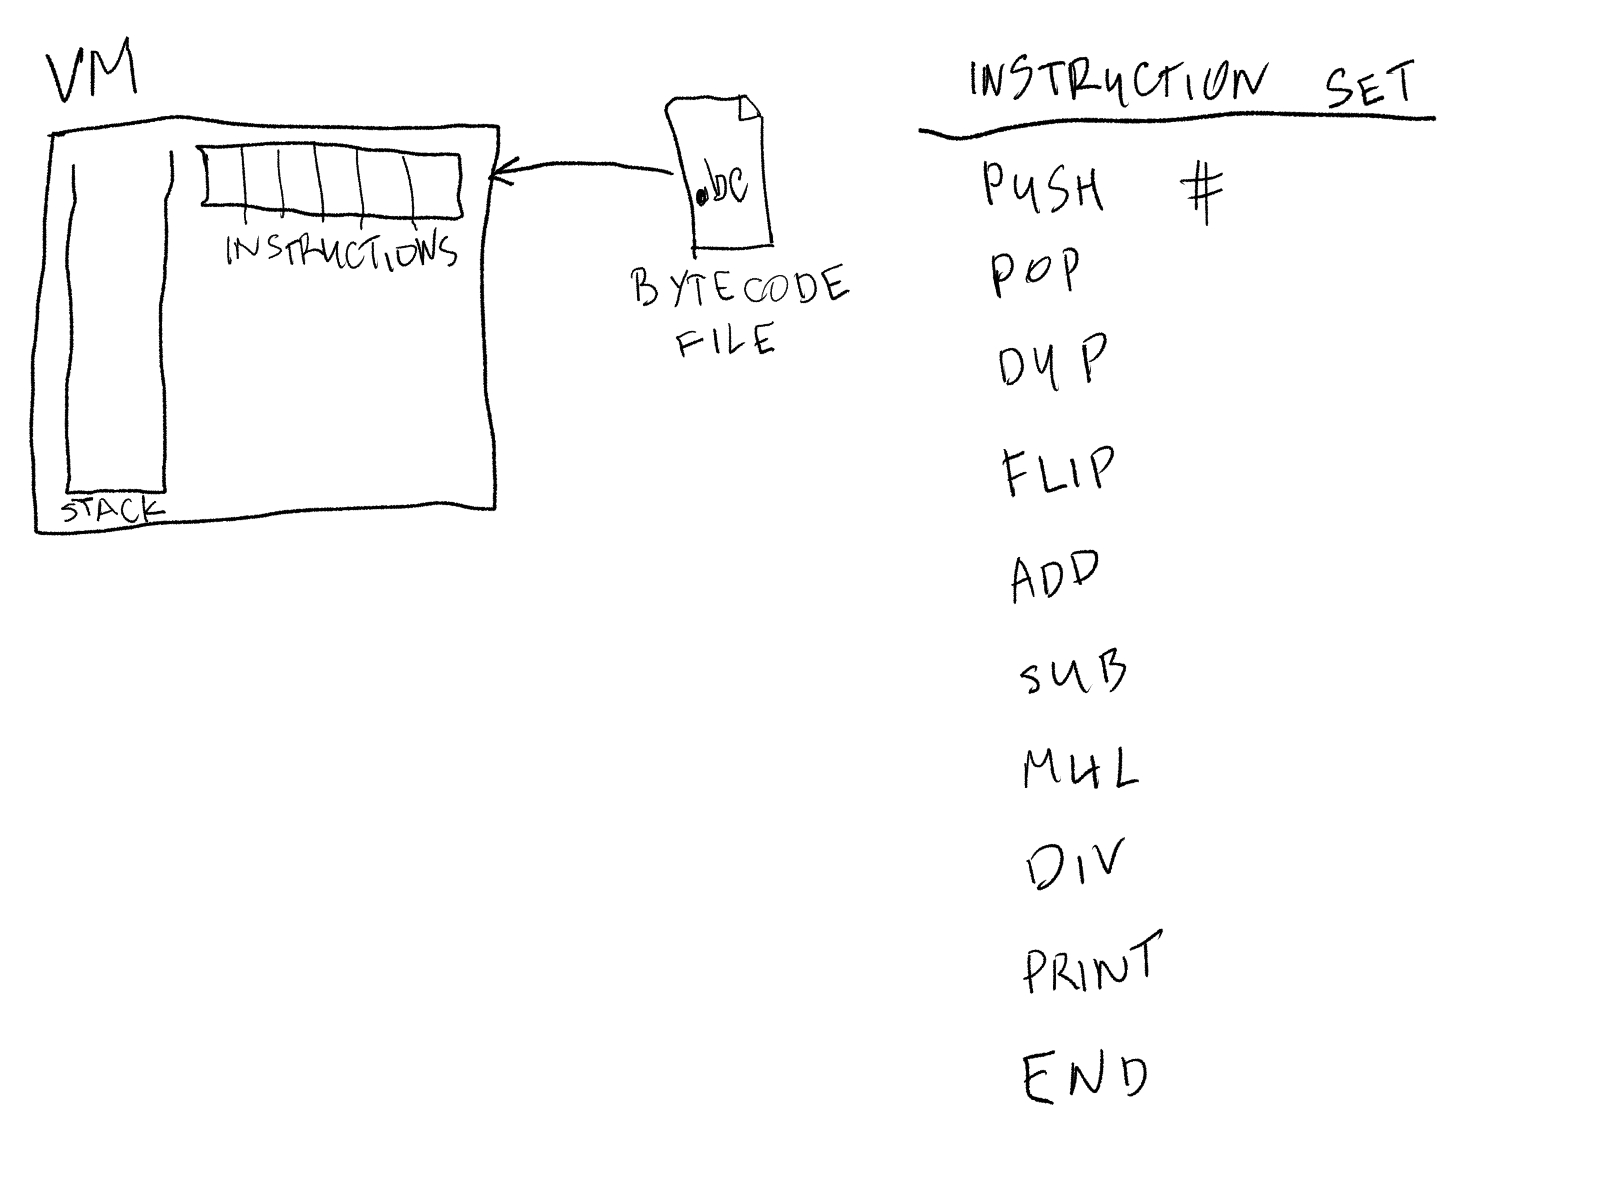 VM
INSTRUCTIONS
STACK
.bc
BYTECODE
FILE
INSTRUCTION SET
PUSH #
POP
DUP
FLIP
ADD
SUB
MUL
DIV
PRINT
END